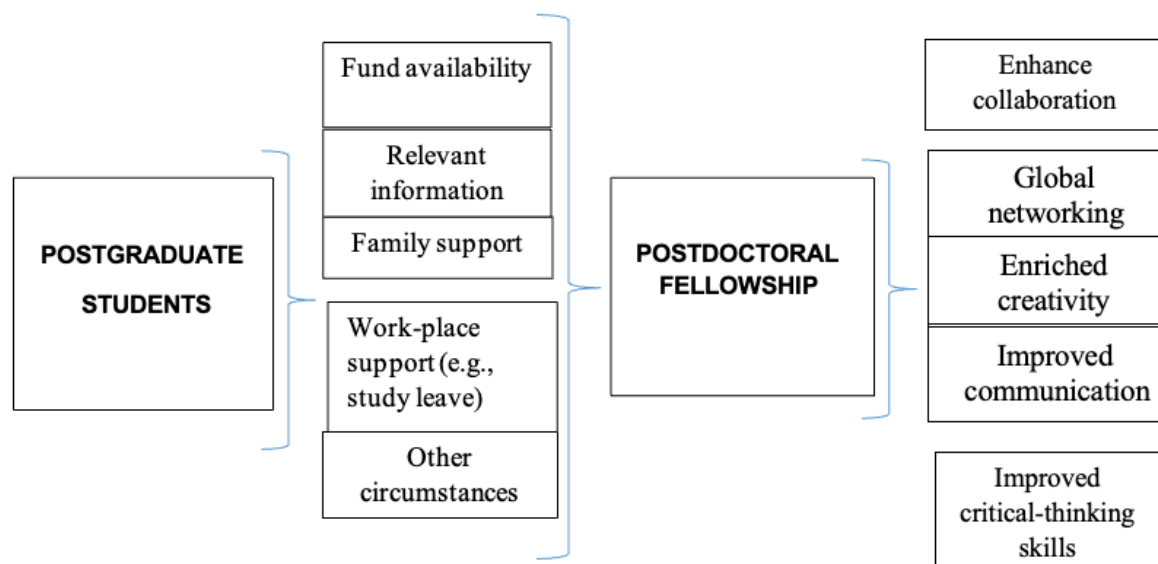 POSTGRADUATE
STUDENTS
Fund availability
Relevant
information
Family support
Work-place
support (e.g.,
study leave)
Other
circumstances
POSTDOCTORAL
FELLOWSHIP
Enhance
collaboration
Global
networking
Enriched
creativity
Improved
communication
Improved
critical-thinking
skills